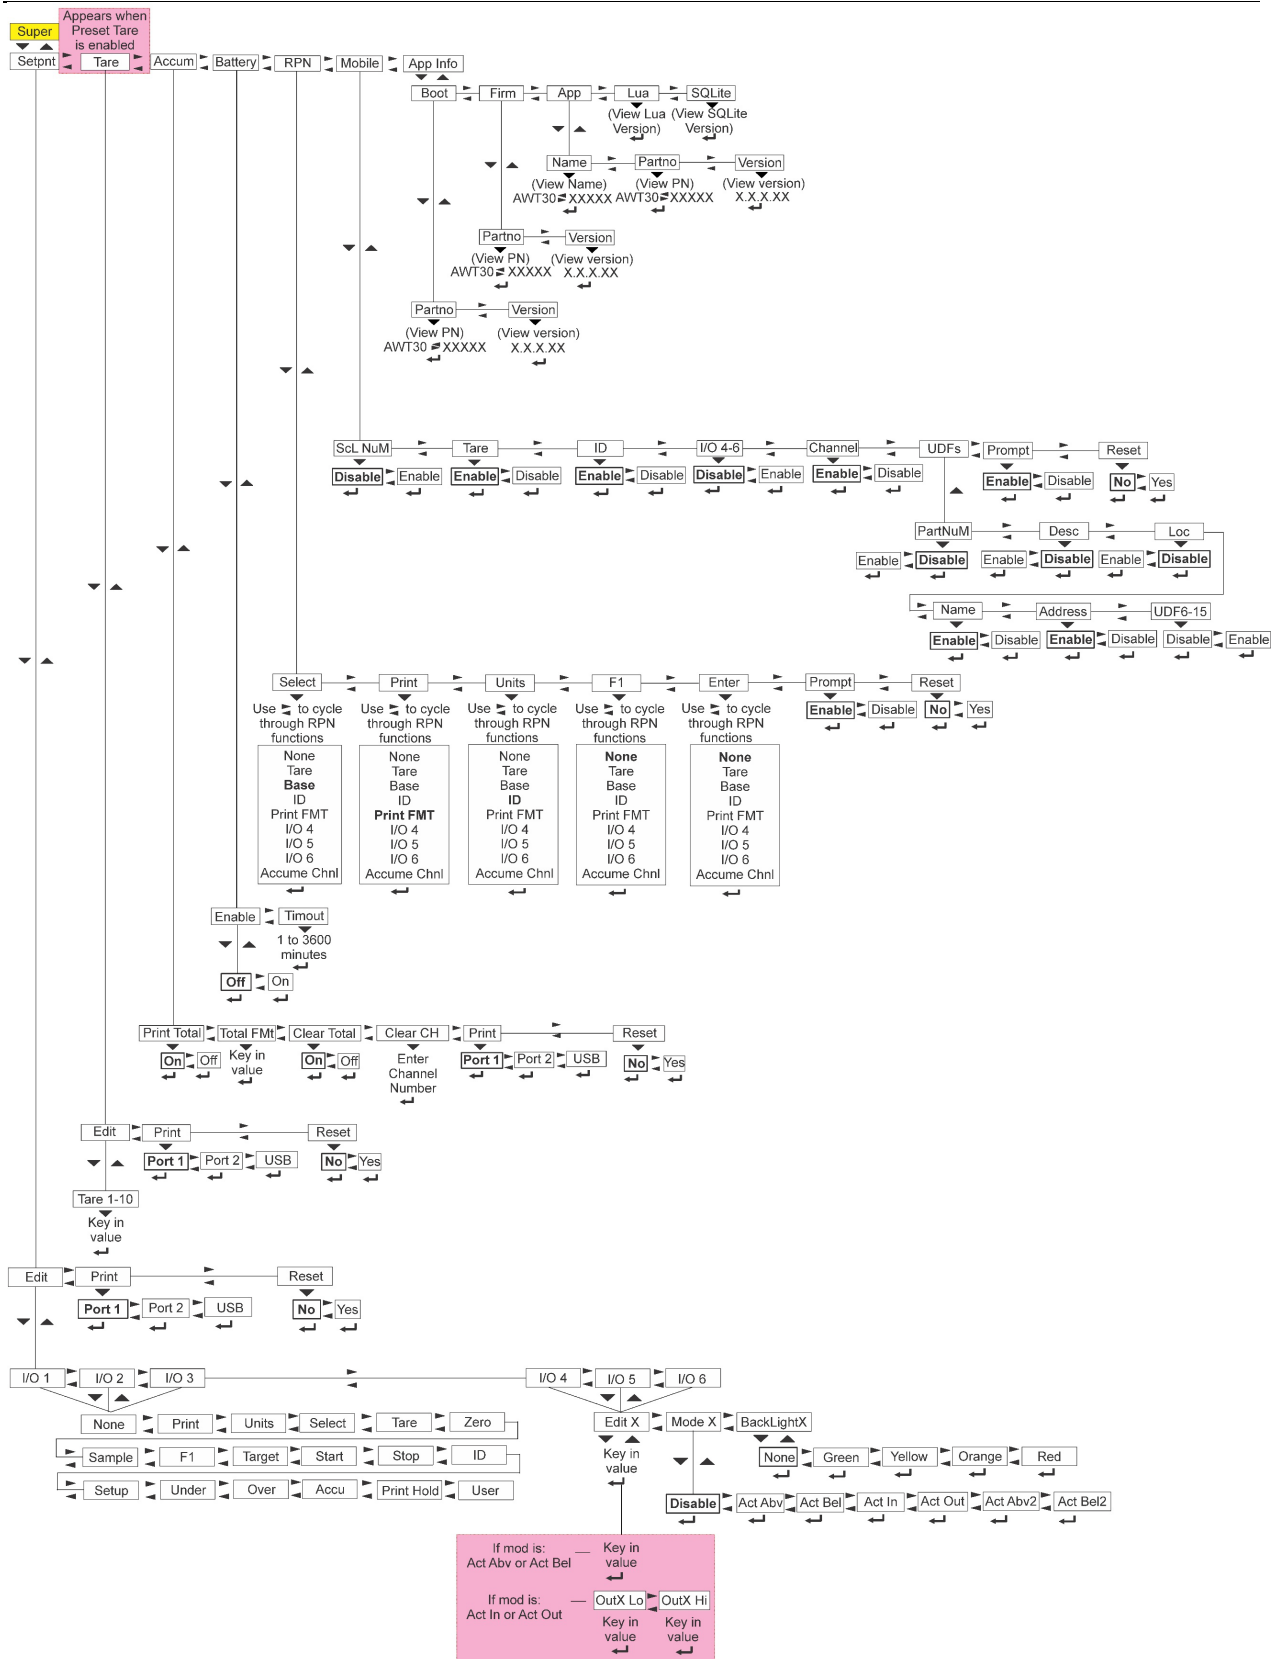 Appears when
Preset Tare
is enabled
Super
Setpnt Tare Accum Battery RPN Mobile App Info
Boot Firm App Lua SQLite
(View Lua (View SQLite
Version) Version)
Name Partno Version
(View Name) (View PN) (View version)
AWT30 XXXXX AWT30 XXXXX X.X.X.XX
Partno Version
(View PN) (View version)
AWT30 XXXXX X.X.X.XX
Partno Version
(View PN) (View version)
AWT30 XXXXX X.X.X.XX
ScL NuM Tare ID I/O 4-6 Channel UDFs Prompt Reset
Disable Enable Enable Disable Enable Disable Disable Enable Enable Disable Enable Disable No Yes
PartNuM Desc Loc
Enable Disable Enable Disable Enable Disable
Name Address UDF6-15
Enable Disable Enable Disable Disable Enable
Select Print Units F1 Enter Prompt Reset
Enable Disable No Yes
Use to cycle Use to cycle Use to cycle Use to cycle Use to cycle
through RPN through RPN through RPN through RPN through RPN
functions functions functions functions functions
None None None None None
Tare Tare Tare Tare Tare
Base Base Base Base Base
ID ID ID ID ID
Print FMT Print FMT Print FMT Print FMT Print FMT
I/O 4 I/O 4 I/O 4 I/O 4 I/O 4
I/O 5 I/O 5 I/O 5 I/O 5 I/O 5
I/O 6 I/O 6 I/O 6 I/O 6 I/O 6
Accume Chnl Accume Chnl Accume Chnl Accume Chnl Accume Chnl
Enable Timout
1 to 3600
minutes
Off On
Print Total Total FMt Clear Total Clear CH Print Reset
On Off Key in On Off Enter Port 1 Port 2 USB No Yes
value Channel
Number
Edit Print Reset
Port 1 Port 2 USB No Yes
Tare 1-10
Key in
value
Edit Print Reset
Port 1 Port 2 USB No Yes
I/O 1 I/O 2 I/O 3 I/O 4 I/O 5 I/O 6
None Print Units Select Tare Zero Edit X Mode X BackLightX
Sample F1 Target Start Stop ID Key in None Green Yellow Orange Red
value
Setup Under Over Accu Print Hold User Disable Act Abv Act Bel Act In Act Out Act Abv2 Act Bel2
If mod is: Key in
Act Abv or Act Bel value
If mod is: OutX Lo OutX Hi
Act In or Act Out
Key in Key in
value value